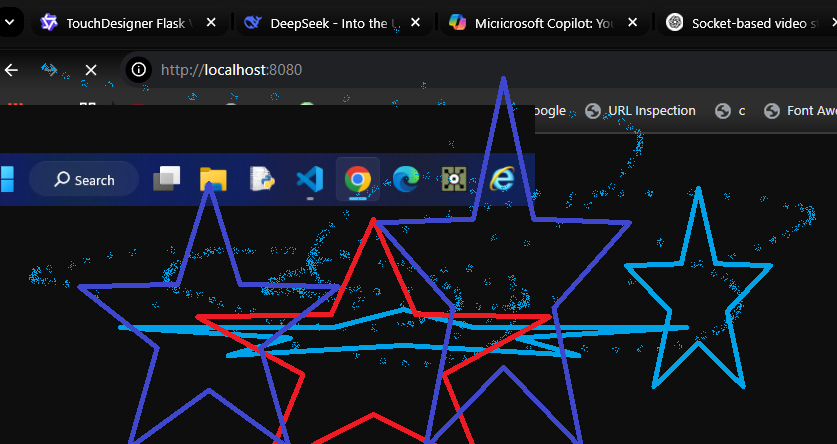 TouchDesigner Flask
DeepSeek - Into the U
Micriicrosoft Copilot: You
Socket-based video s
http://localhost:8080
oogle
URL Inspection
c
Font Awe
Search